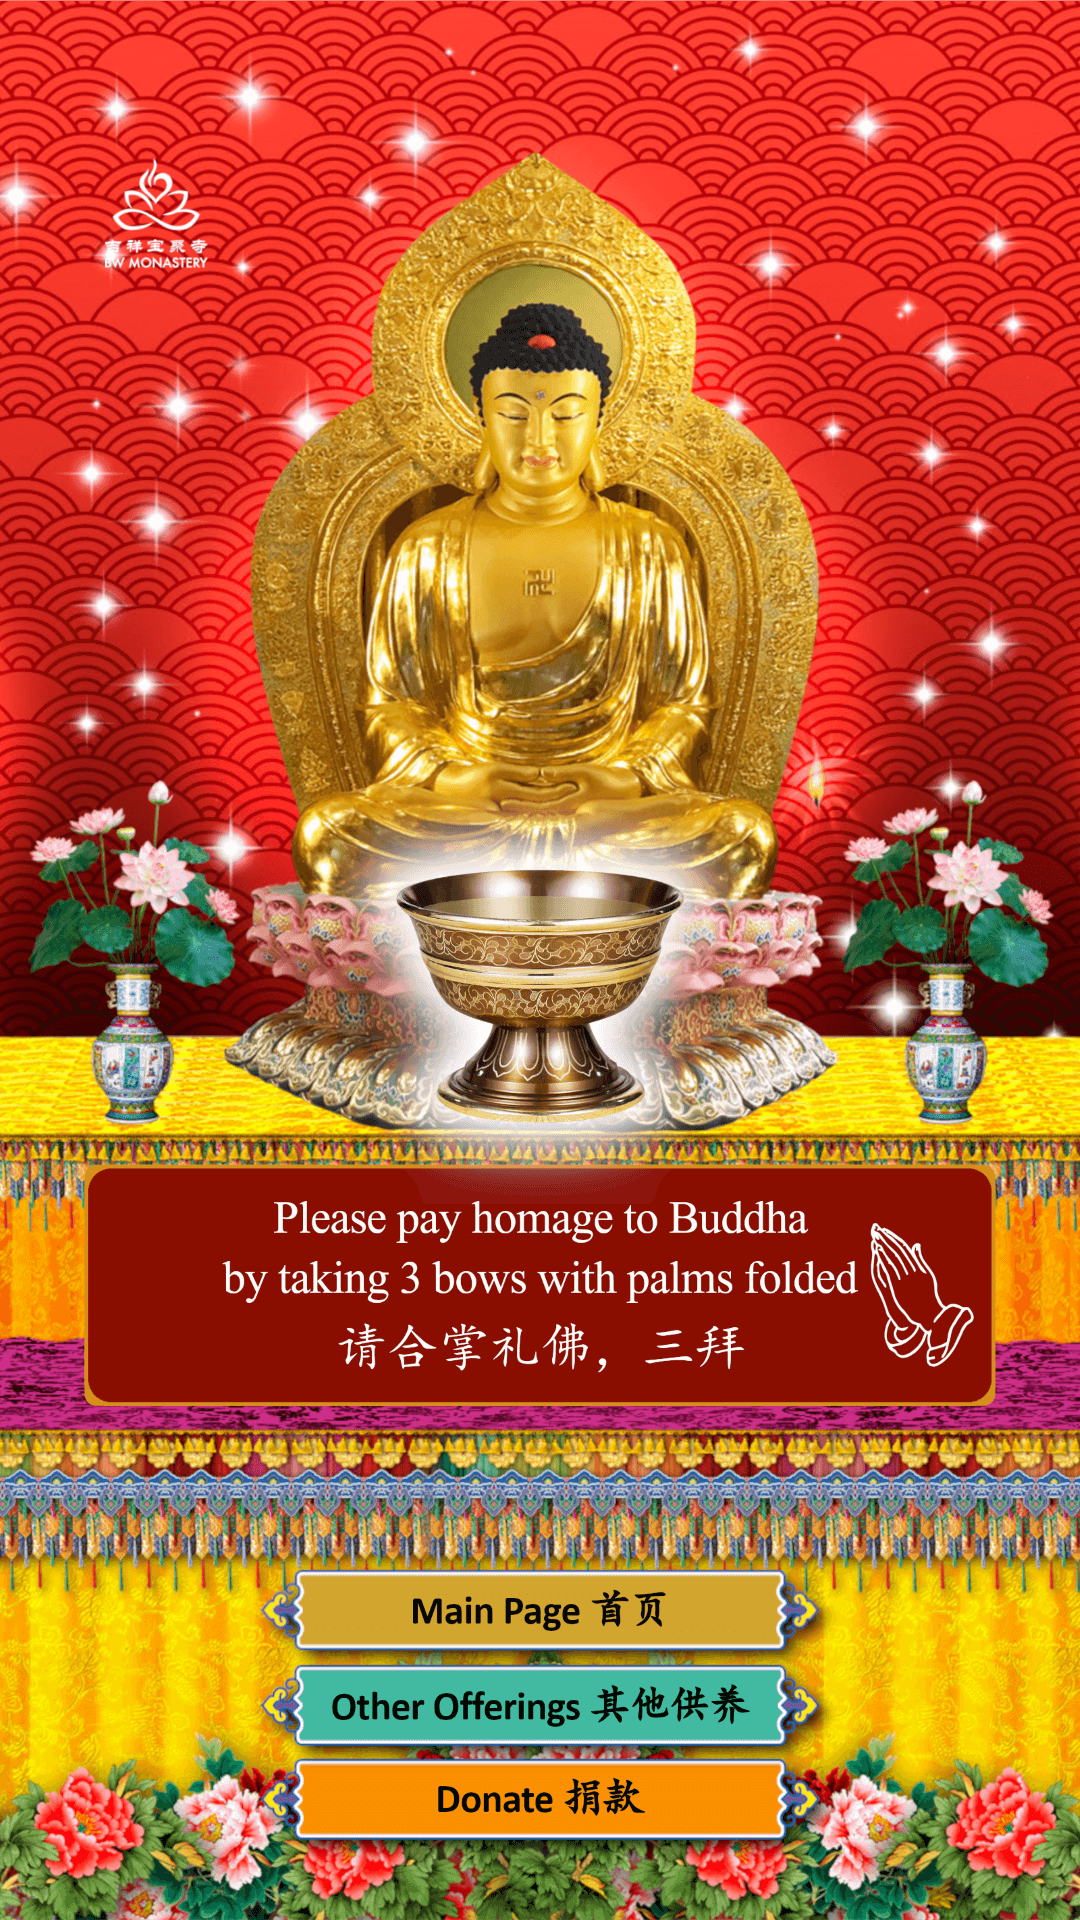 吉祥宝聚寺
BW MONASTERY
卍
Please pay homage to Buddha
by taking 3 bows with palms folded
请合掌礼佛，三拜
Main Page 首页
Other Offerings 其他供养
Donate 捐款